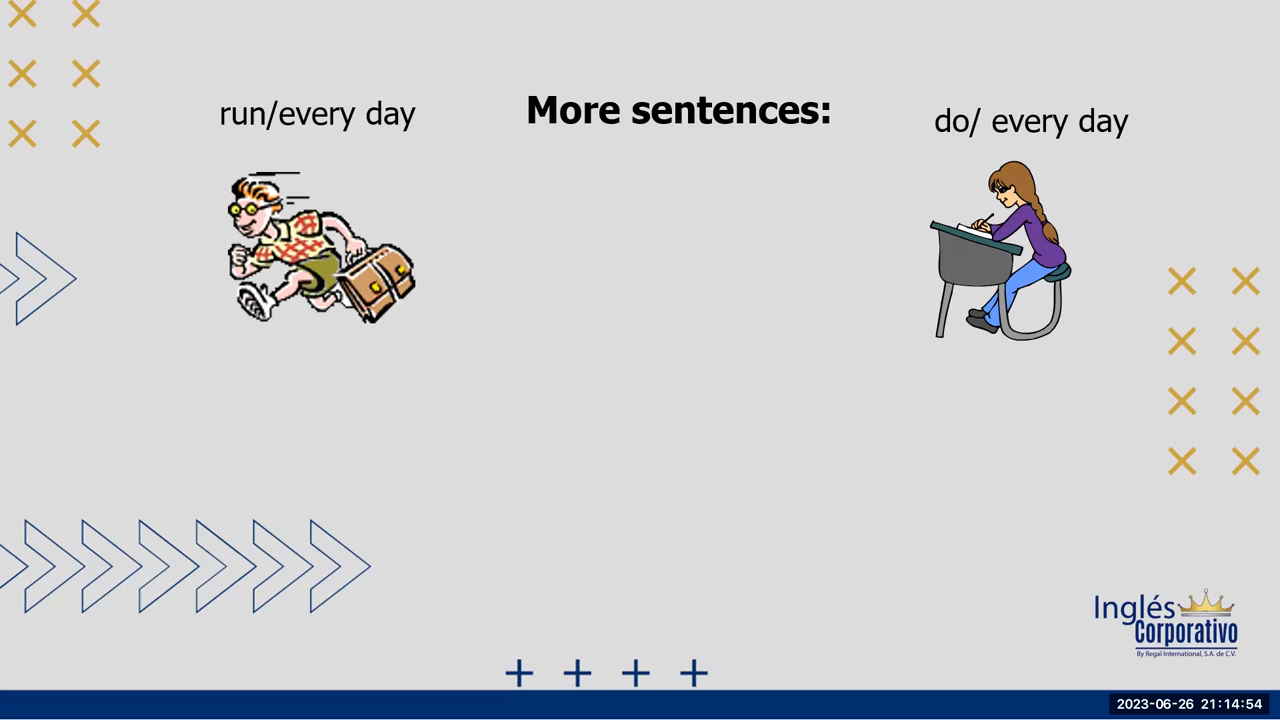 run/every day
More sentences:
do/ every day
Inglés
Corporativo
By Regal International, S.A. de C.V.
2023-06-26 21:14:54